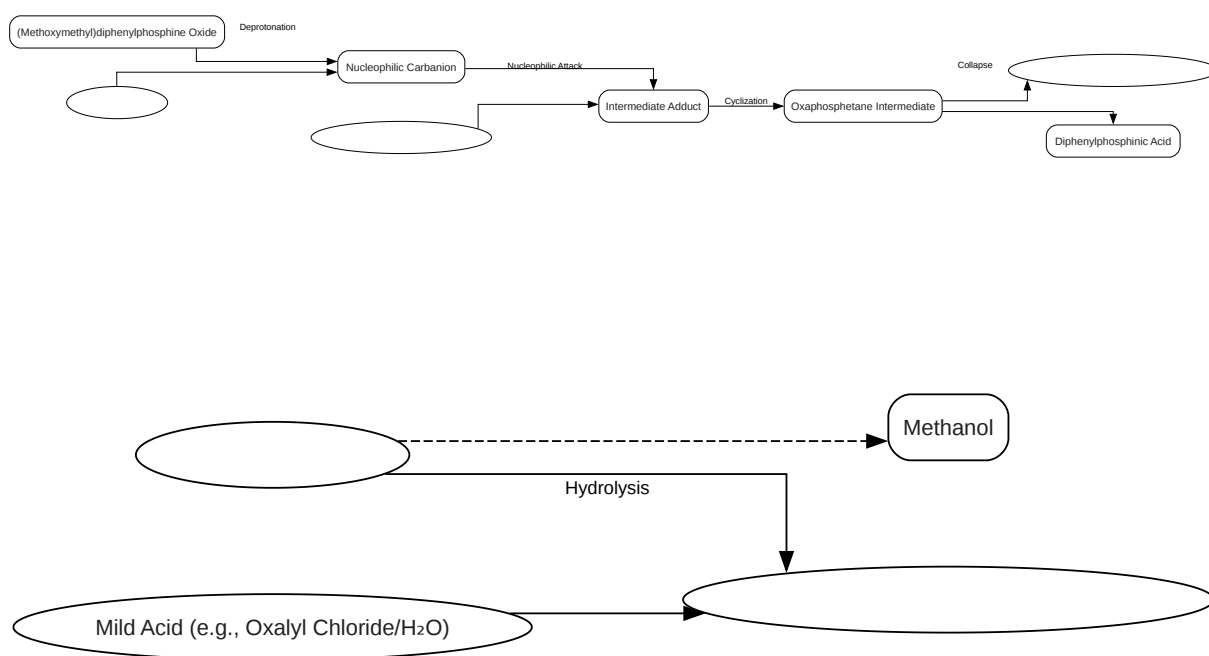 (Methoxymethyl)diphenylphosphine Oxide
Deprotonation
Nucleophilic Carbanion
Nucleophilic Attack
Intermediate Adduct
Cyclization
Oxaphosphetane Intermediate
Collapse
Diphenylphosphinic Acid
Methanol
Hydrolysis
Mild Acid (e.g., Oxalyl Chloride/H₂O)